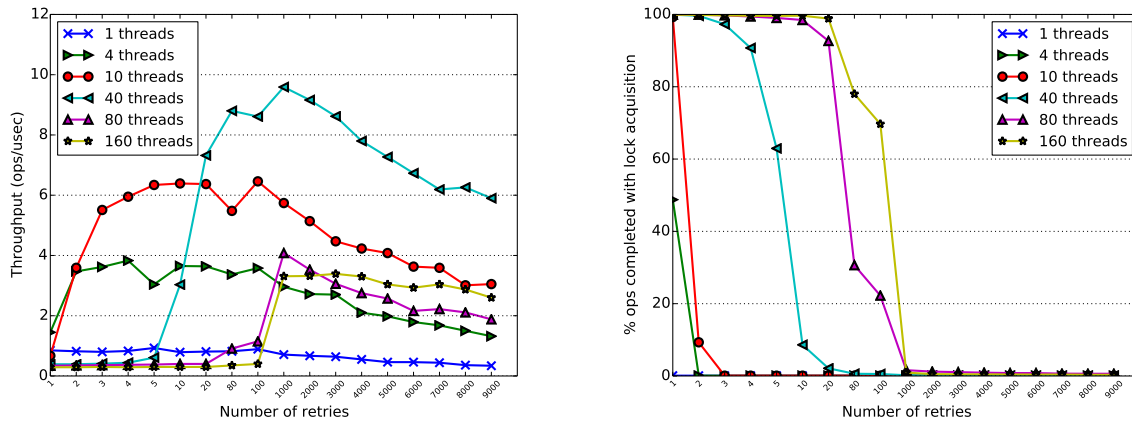 12
10
8
6
4
2
0
Throughput (ops/usec)
1 threads
4 threads
10 threads
40 threads
80 threads
160 threads
1 2 3 4 5 10 20 80 100 1000 2000 3000 4000 5000 6000 7000 8000 9000
Number of retries
100
80
60
40
20
0
% ops completed with lock acquisition
1 threads
4 threads
10 threads
40 threads
80 threads
160 threads
1 2 3 4 5 10 20 80 100 1000 2000 3000 4000 5000 6000 7000 8000 9000
Number of retries